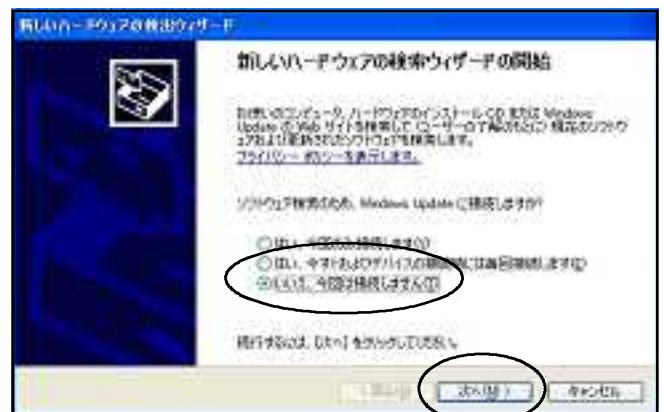 新しいハードウェアの検出ウィザード
新しいハードウェアの検索ウィザードの開始
お使いのコンピュータ、ハードウェアのインストール CD または Windows
Update の Web サイトを検索して (ユーザーの了解のもとに) 現在のソフトウ
ェアおよび更新されたソフトウェアを検索します。
プライバシー ポリシーを表示します。
ソフトウェア検索のため、Windows Update に接続しますか?
はい、今回のみ接続します(Y)
はい、今すぐおよびデバイスの接続時には毎回接続します(E)
いいえ、今回は接続しません(T)
続行するには、[次へ] をクリックしてください。
次へ(N) >
キャンセル